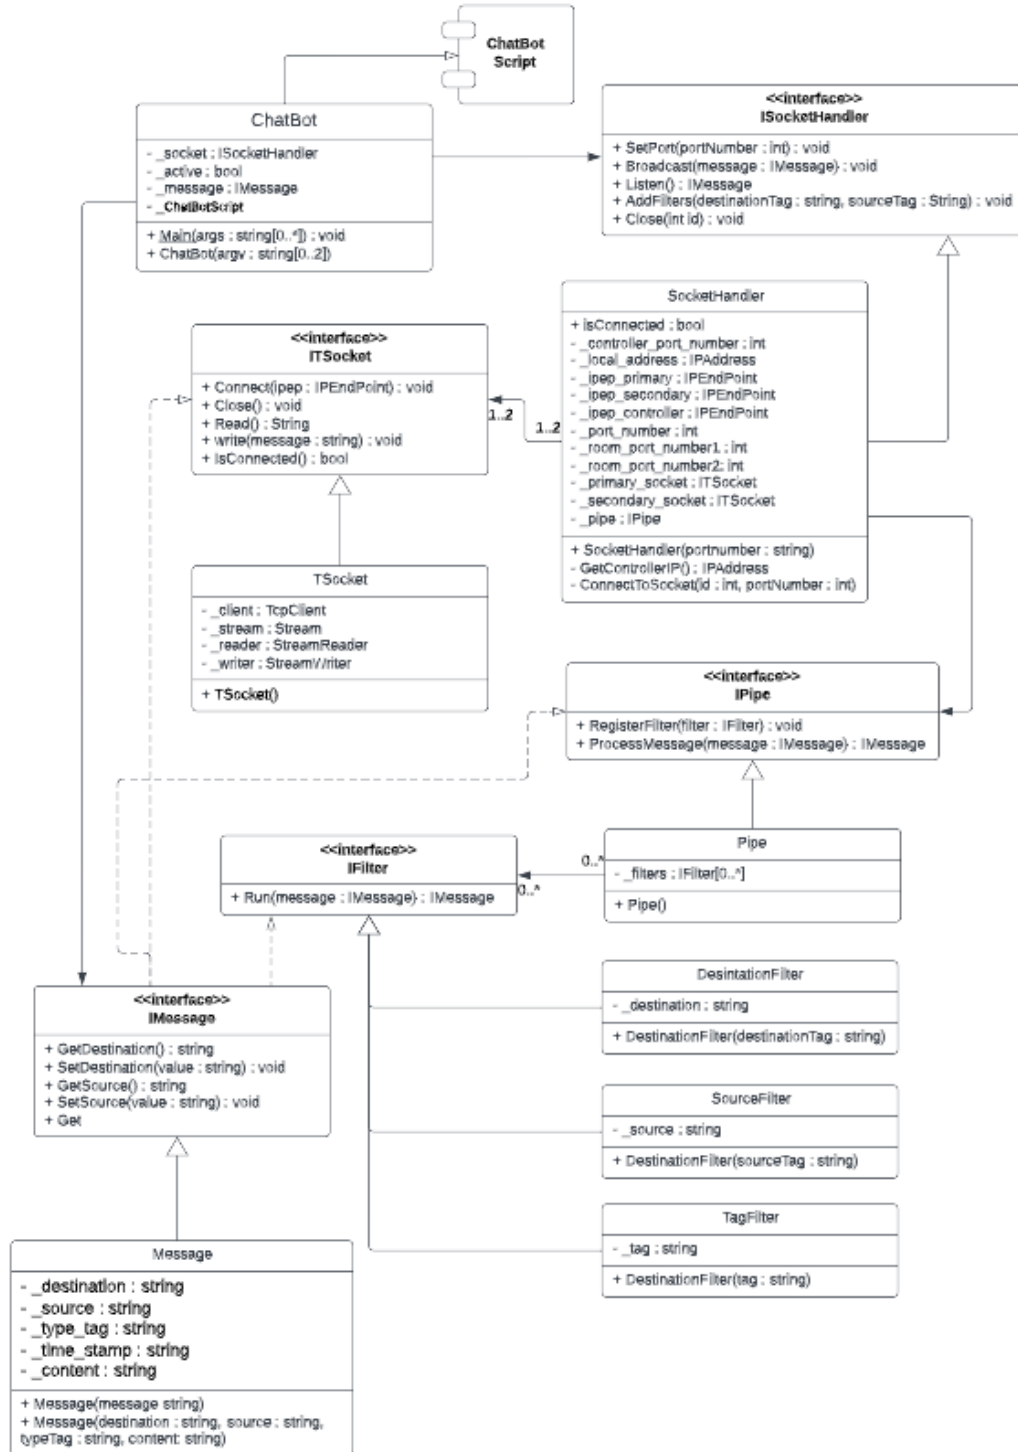 ChatBot
Script
ChatBot
- _socket : ISocketHandler
- _active : bool
- _message : IMessage
- _ChatBotScript
+ Main(args : string[0..*]) : void
+ ChatBot(argv : string[0..2])
<<interface>>
ISocketHandler
+ SetPort(portNumber : int) : void
+ Broadcast(message : IMessage) : void
+ Listen() : IMessage
+ AddFilters(destinationTag : string, sourceTag : String) : void
+ Close(int id) : void
<<interface>>
ITSocket
+ Connect(ipep : IPEndPoint) : void
+ Close() : void
+ Read() : String
+ write(message : string) : void
+ IsConnected() : bool
1..2
1..2
SocketHandler
+ isConnected : bool
- _controller_port_number : int
- _local_address : IPAddress
- _ipep_primary : IPEndPoint
- _ipep_secondary : IPEndPoint
- _ipep_controller : IPEndPoint
- _port_number : int
- _room_port_number1 : int
- _room_port_number2: int
- _primary_socket : ITSocket
- _secondary_socket : ITSocket
- _pipe : IPipe
+ SocketHandler(portnumber : string)
- GetControllerIP() : IPAddress
- ConnectToSocket(id : int, portNumber : int)
TSocket
- _client : TcpClient
- _stream : Stream
- _reader : StreamReader
- _writer : StreamWriter
+ TSocket()
<<interface>>
IPipe
+ RegisterFilter(filter : IFilter) : void
+ ProcessMessage(message : IMessage) : IMessage
<<interface>>
IFilter
+ Run(message : IMessage) : IMessage
0..*
0..*
Pipe
- _filters : IFilter[0..*]
+ Pipe()
DesintationFilter
- _destination : string
+ DestinationFilter(destinationTag : string)
<<interface>>
IMessage
+ GetDestination() : string
+ SetDestination(value : string) : void
+ GetSource() : string
+ SetSource(value : string) : void
+ Get
SourceFilter
- _source : string
+ DestinationFilter(sourceTag : string)
TagFilter
- _tag : string
+ DestinationFilter(tag : string)
Message
- _destination : string
- _source : string
- _type_tag : string
- _time_stamp : string
- _content : string
+ Message(message string)
+ Message(destination : string, source : string,
typeTag : string, content: string)